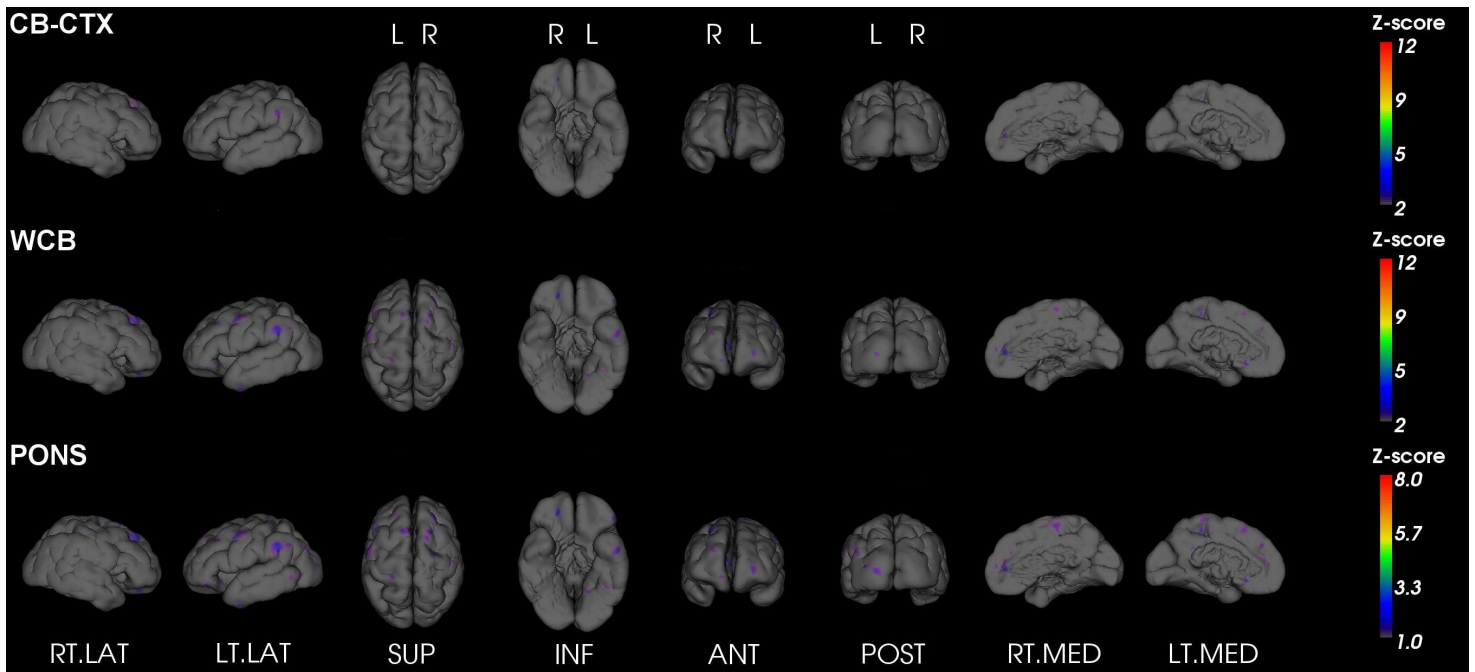 CB-CTX
L R
R L
R L
L R
Z-score
12
9
5
2
WCB
Z-score
12
9
5
2
PONS
Z-score
8.0
5.7
3.3
1.0
RT.LAT LT.LAT SUP INF ANT POST RT.MED LT.MED